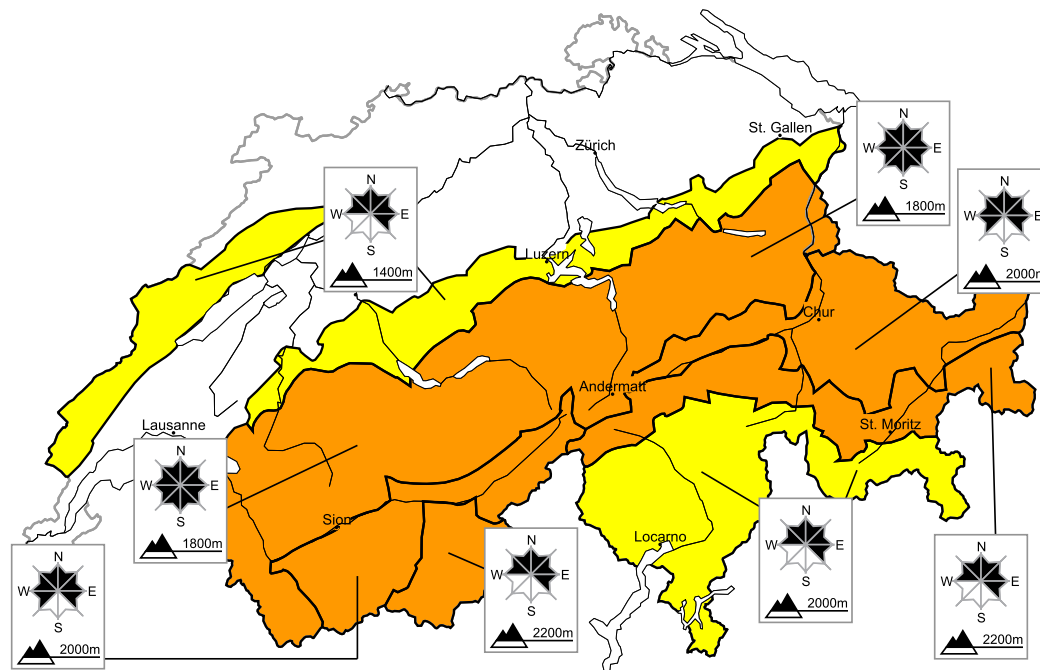 St. Gallen
N
W E
S
1800m
Zürich
N
W E
S
1400m
N
W E
S
2000m
Luzern
Chur
Andermatt
Lausanne
St. Moritz
N
W E
S
1800m
Sion
Locarno
N
W E
S
2000m
N
W E
S
2200m
N
W E
S
2000m
N
W E
S
2200m